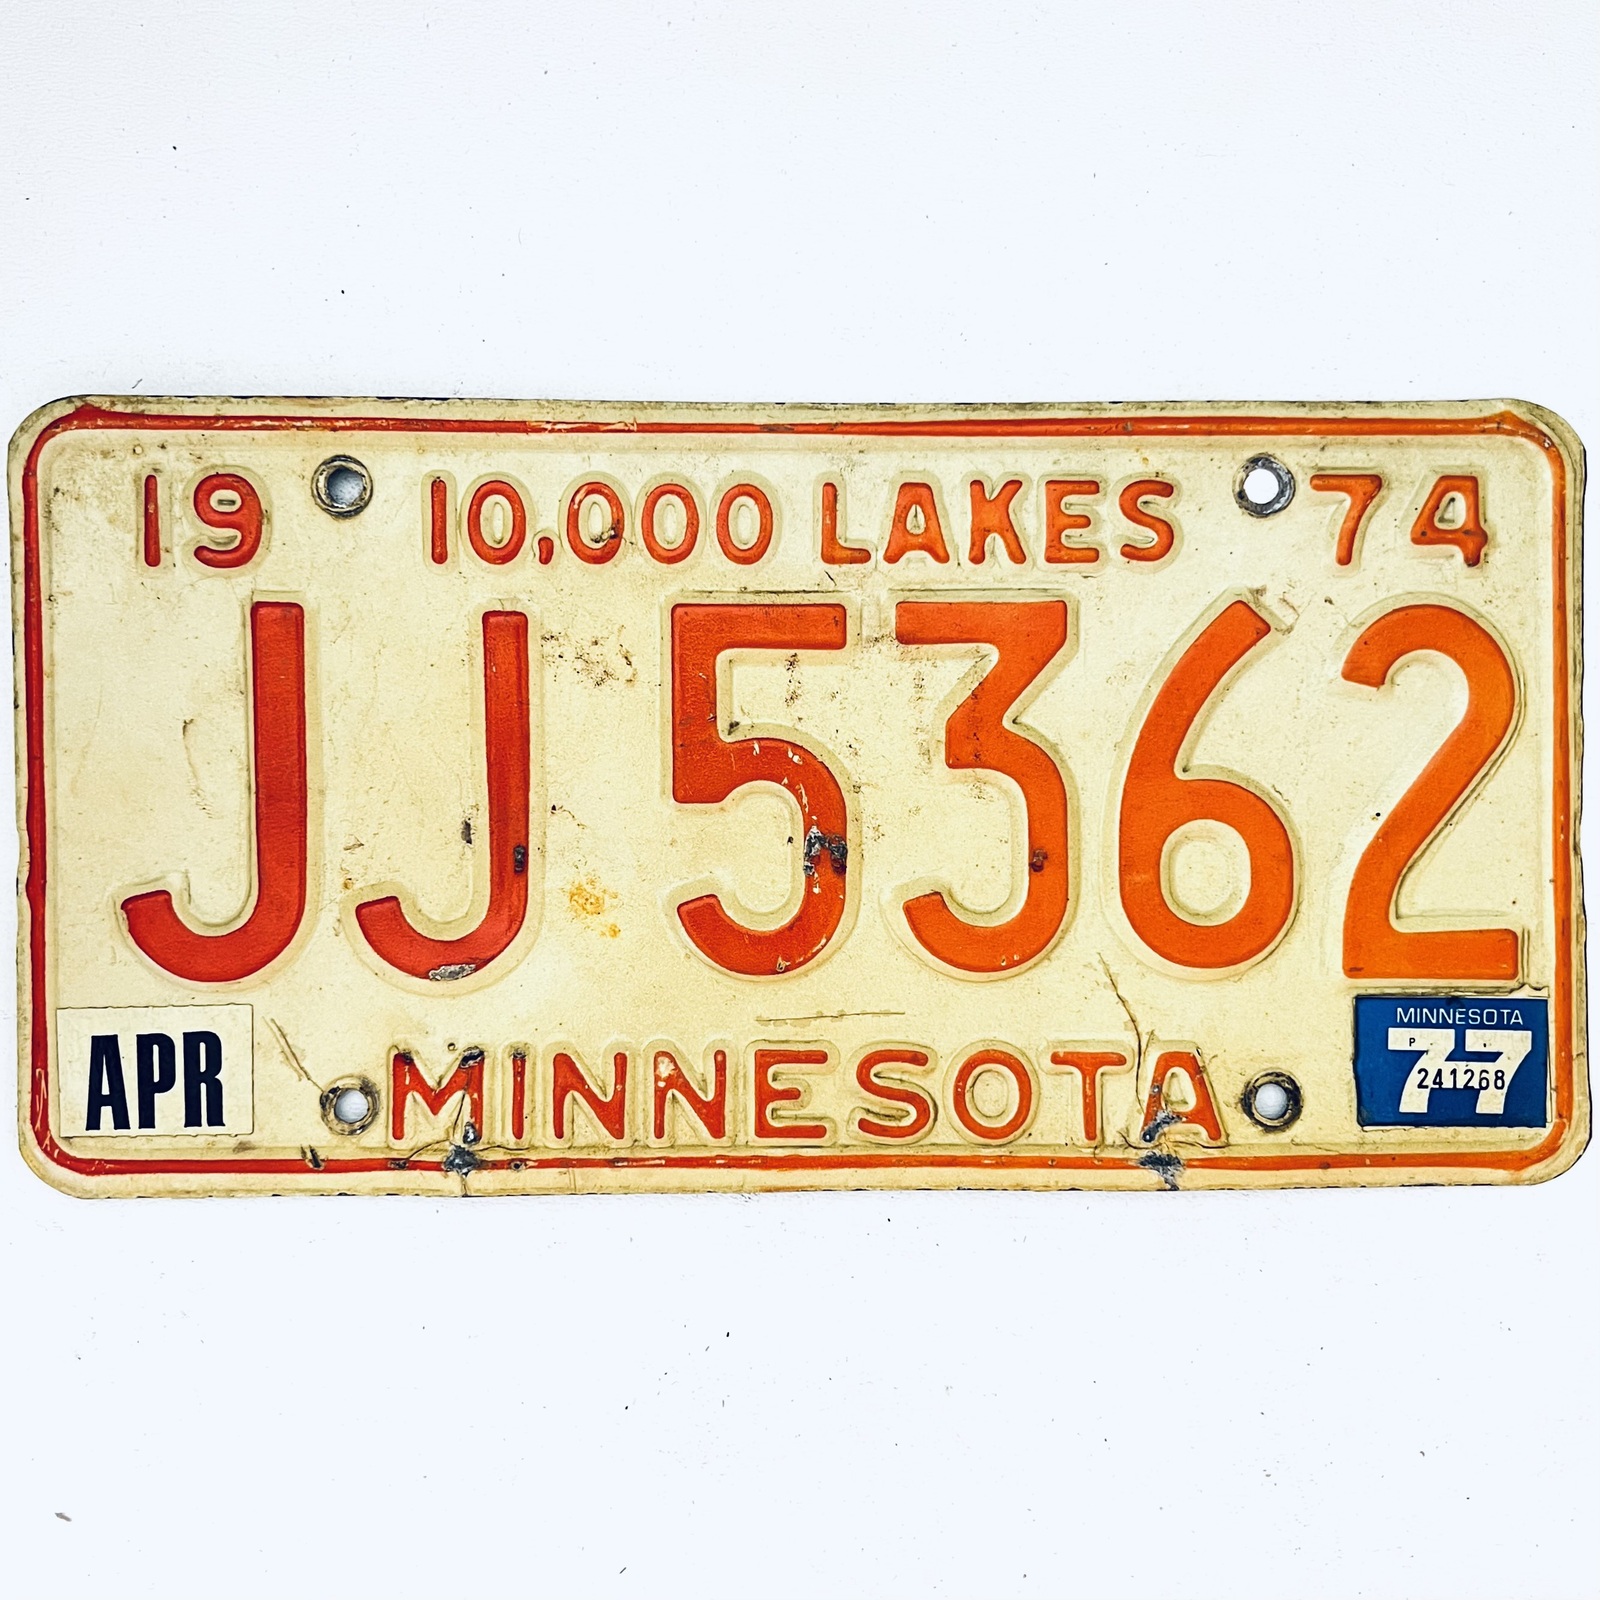 19 10,000 LAKES 74
JJ 5362
APR
MINNESOTA
MINNESOTA
P
77
241268